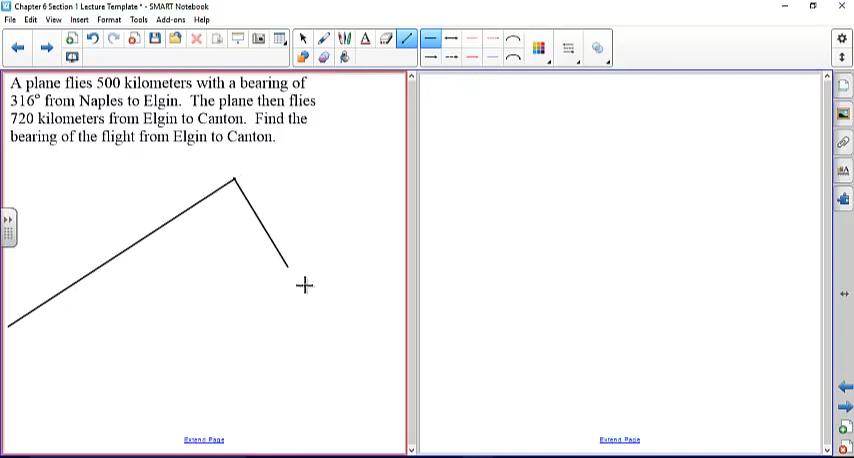 Chapter 6 Section 1 Lecture Template * - SMART Notebook
File Edit View Insert Format Tools Add-ons Help
A plane flies 500 kilometers with a bearing of
316° from Naples to Elgin. The plane then flies
720 kilometers from Elgin to Canton. Find the
bearing of the flight from Elgin to Canton.
Extend Page
Extend Page